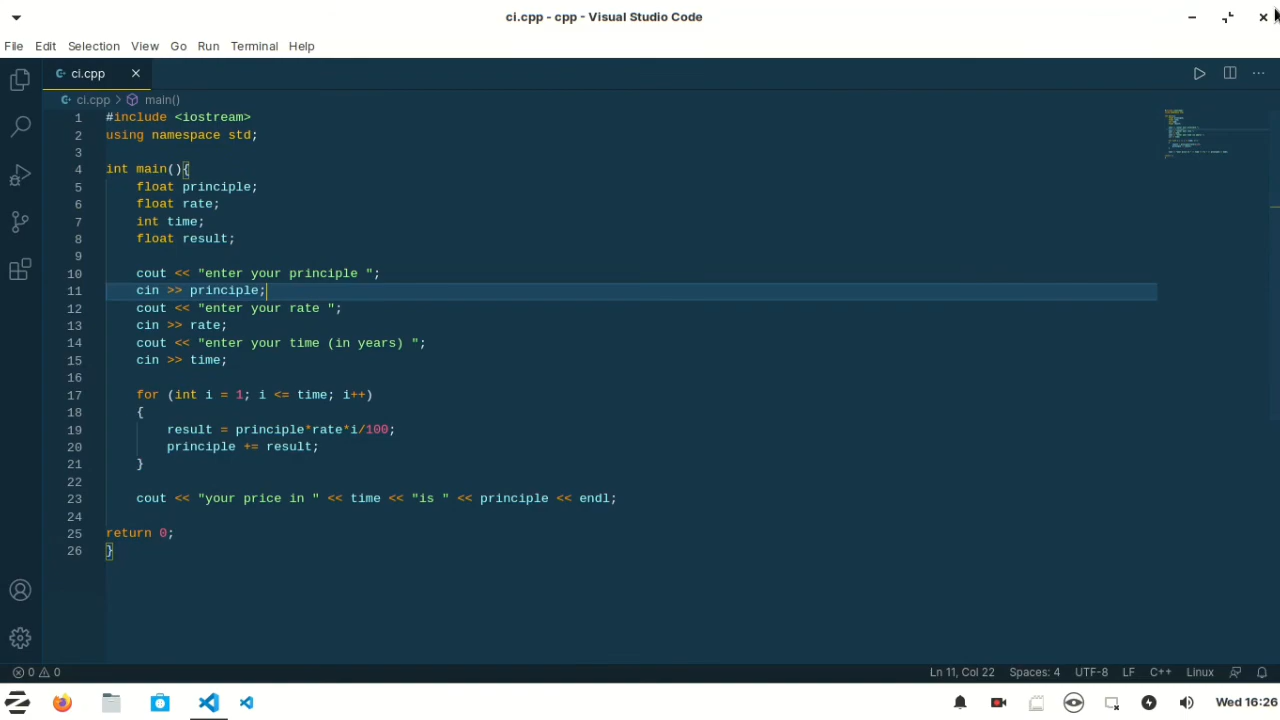 ci.cpp - cpp - Visual Studio Code
File Edit Selection View Go Run Terminal Help
ci.cpp
ci.cpp > main()
1 #include <iostream>
2 using namespace std;
3
4 int main(){
5 float principle;
6 float rate;
7 int time;
8 float result;
9
10 cout << "enter your principle ";
11 cin >> principle;
12 cout << "enter your rate ";
13 cin >> rate;
14 cout << "enter your time (in years) ";
15 cin >> time;
16
17 for (int i = 1; i <= time; i++)
18 {
19 result = principle*rate*i/100;
20 principle += result;
21 }
22
23 cout << "your price in " << time << "is " << principle << endl;
24
25 return 0;
26 }
0 0 Ln 11, Col 22 Spaces: 4 UTF-8 LF C++ Linux
Wed 16:26